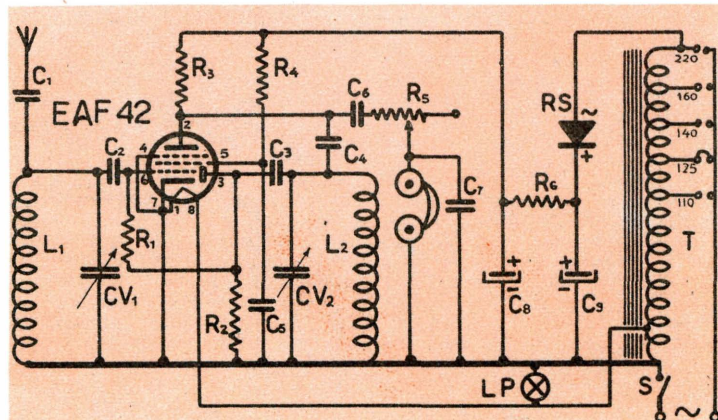 C1
EAF 42
R3
R4
C6
R5
RS
~
+
220
160
140
125
110
2
C2
4
5
6
3
C3
C4
7
1
8
C7
R6
L1
R1
L2
T
CV1
CV2
R2
C5
+
-
C8
+
-
C9
LP
S
~